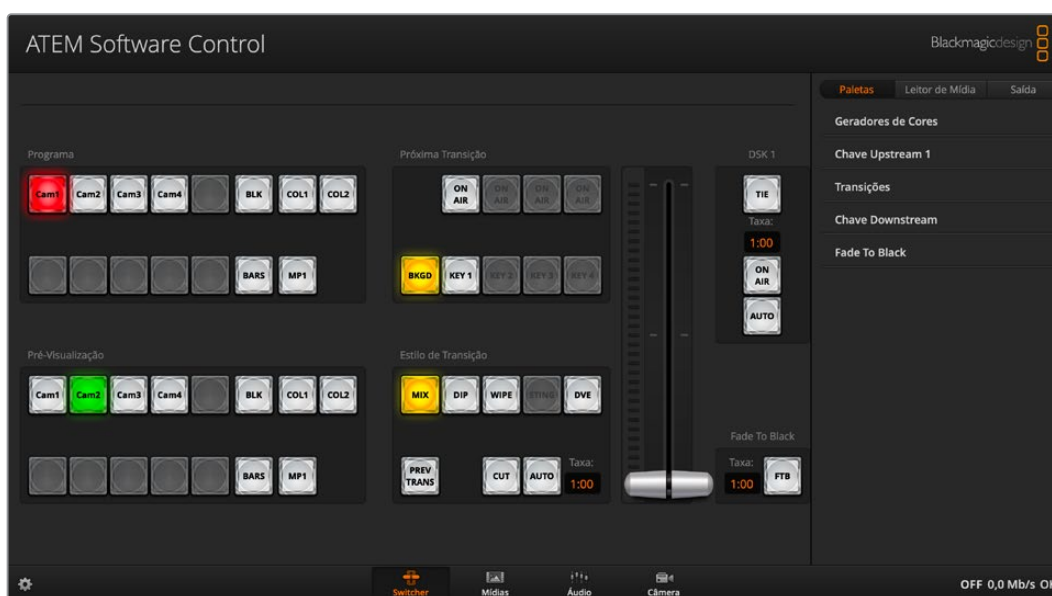 ATEM Software Control
Blackmagicdesign
Paletas Leitor de Mídia Saída
Geradores de Cores
Chave Upstream 1
Transições
Chave Downstream
Fade To Black
Programa
Cam1 Cam2 Cam3 Cam4 BLK COL1 COL2
BARS MP1
Próxima Transição
ON AIR ON AIR ON AIR ON AIR
BKGD KEY 1 KEY 2 KEY 3 KEY 4
DSK 1
TIE
Taxa:
1:00
ON AIR
AUTO
Pré-Visualização
Cam1 Cam2 Cam3 Cam4 BLK COL1 COL2
BARS MP1
Estilo de Transição
MIX DIP WIPE STING DVE
PREV TRANS CUT AUTO
Taxa:
1:00
Fade To Black
Taxa:
1:00
FTB
Switcher Mídias Áudio Câmera
OFF 0,0 Mb/s